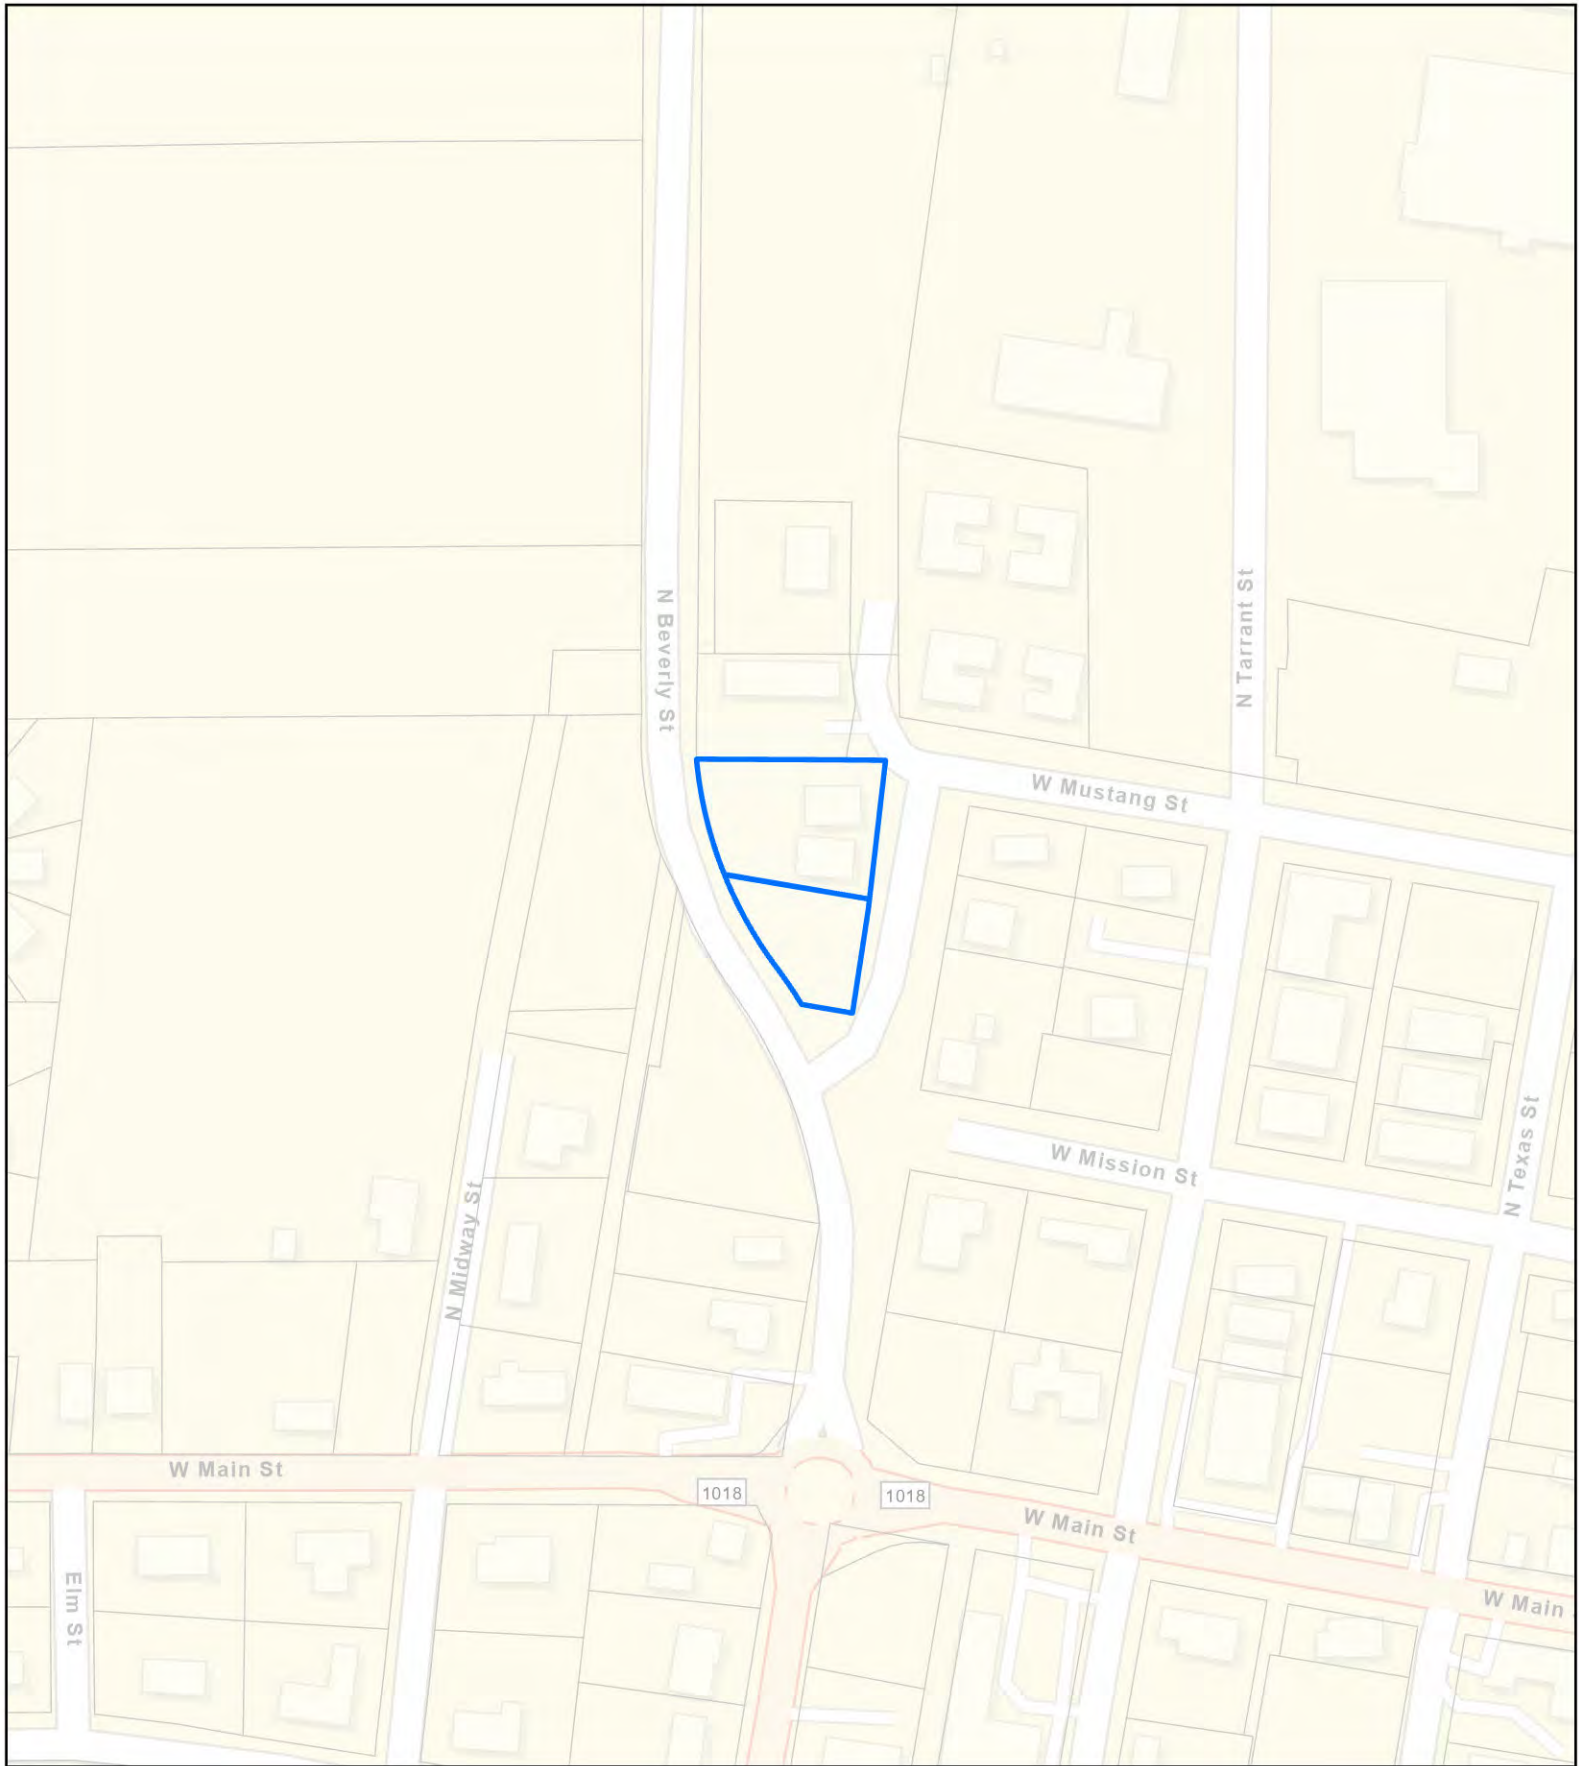 N Beverly St
N Tarrant St
W Mustang St
W Mission St
N Texas St
N Midway St
W Main St
1018
1018
W Main St
W Main
Elm St